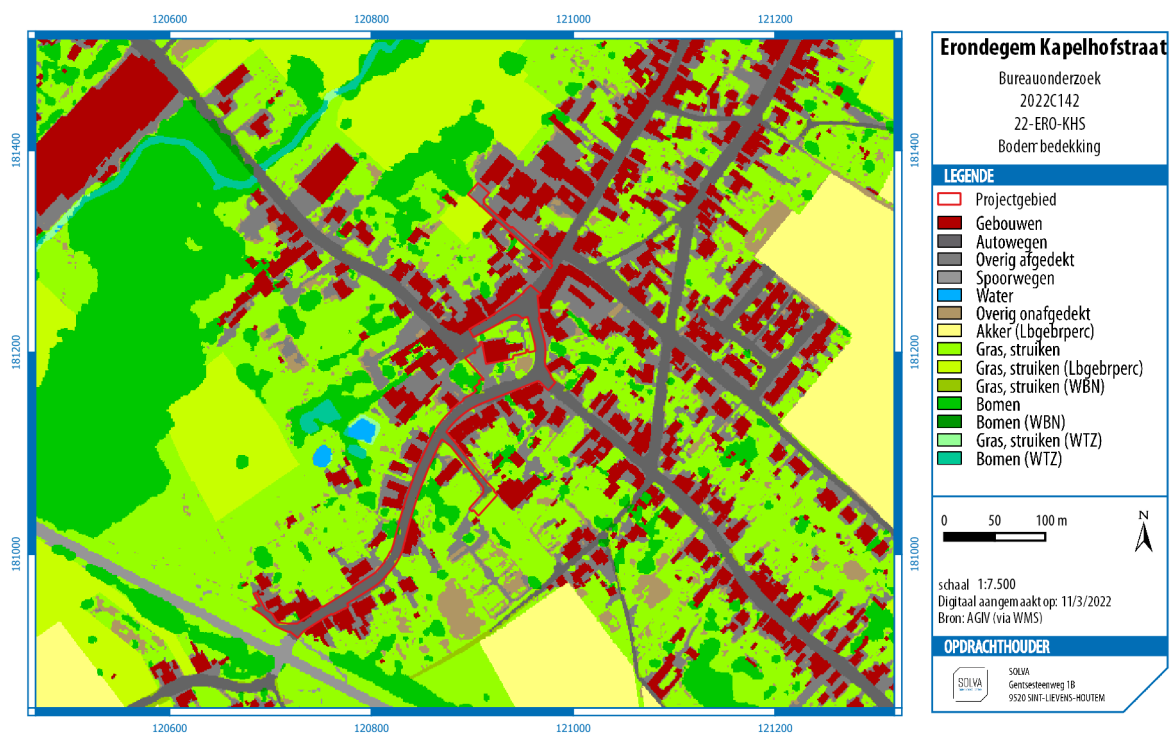 120600 120800 121000 121200
181400 181400
181200 181200
181000 181000
120600 120800 121000 121200
Erondegem Kapelhofstraat
Bureauonderzoek
2022C142
22-ERO-KHS
Bodembedekking
LEGENDE
Projectgebied
Gebouwen
Autowegen
Overig afgedekt
Spoorwegen
Water
Overig onafgedekt
Akker (Lbgebrperc)
Gras, struiken
Gras, struiken (Lbgebrperc)
Gras, struiken (WBN)
Bomen
Bomen (WBN)
Gras, struiken (WTZ)
Bomen (WTZ)
0 50 100 m
N
schaal 1:7.500
Digitaal aangemaakt op: 11/3/2022
Bron: AGIV (via WMS)
OPDRACHTHOUDER
SOLVA
SOLVA
Gentsesteenweg 1B
9520 SINT-LIEVENS-HOUTEM